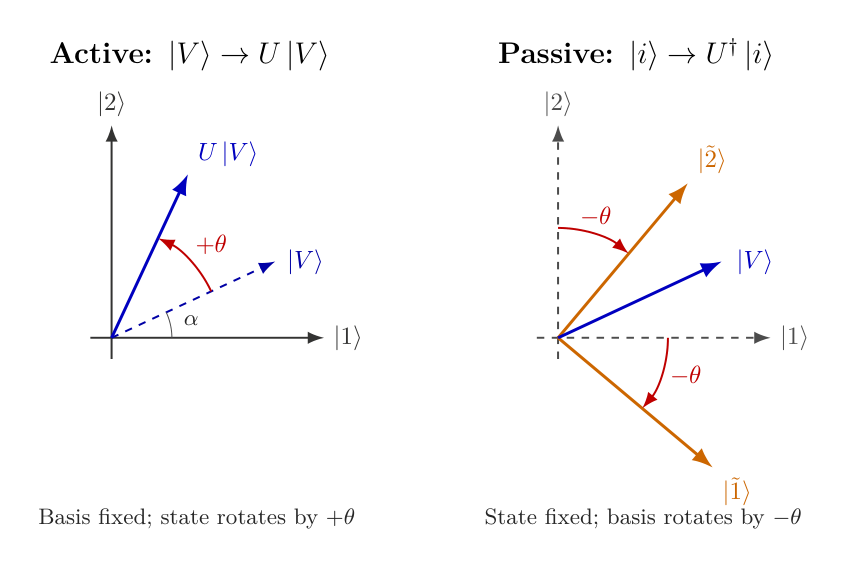 Active: |V⟩ → U |V⟩
|2⟩
U |V⟩
+θ
|V⟩
α
|1⟩
Basis fixed; state rotates by +θ
Passive: |i⟩ → U† |i⟩
|2⟩
|2̃⟩
−θ
|V⟩
|1⟩
−θ
|1̃⟩
State fixed; basis rotates by −θ